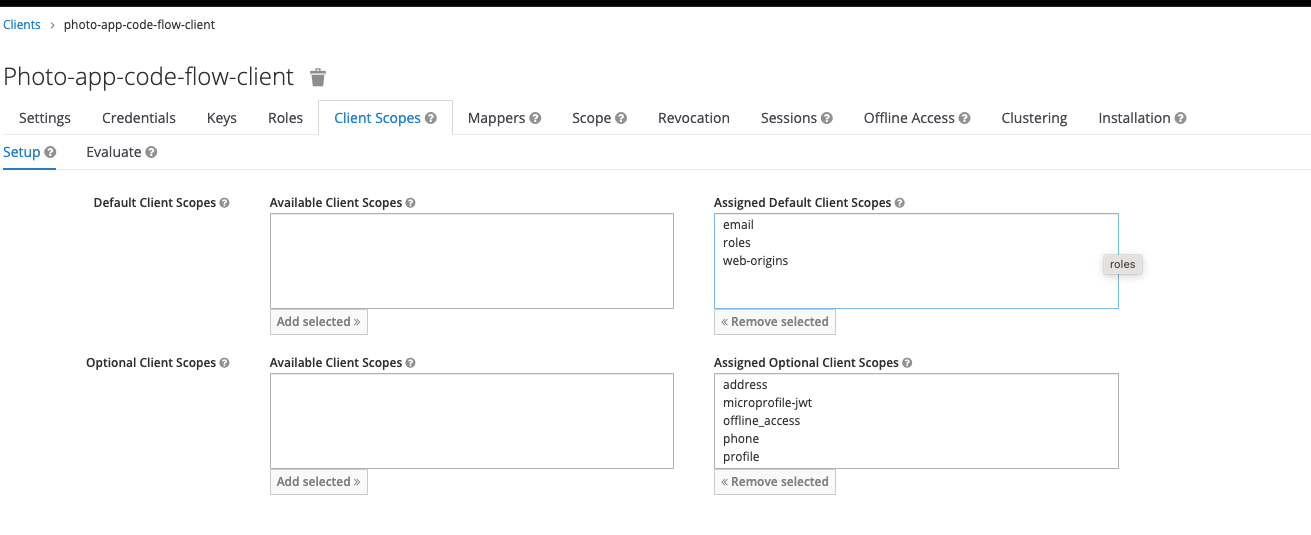 Clients > photo-app-code-flow-client
Photo-app-code-flow-client
Settings Credentials Keys Roles Client Scopes Mappers Scope Revocation Sessions Offline Access Clustering Installation
Setup Evaluate
Default Client Scopes Available Client Scopes Assigned Default Client Scopes
email
roles
web-origins
roles
Add selected » « Remove selected
Optional Client Scopes Available Client Scopes Assigned Optional Client Scopes
address
microprofile-jwt
offline_access
phone
profile
Add selected » « Remove selected